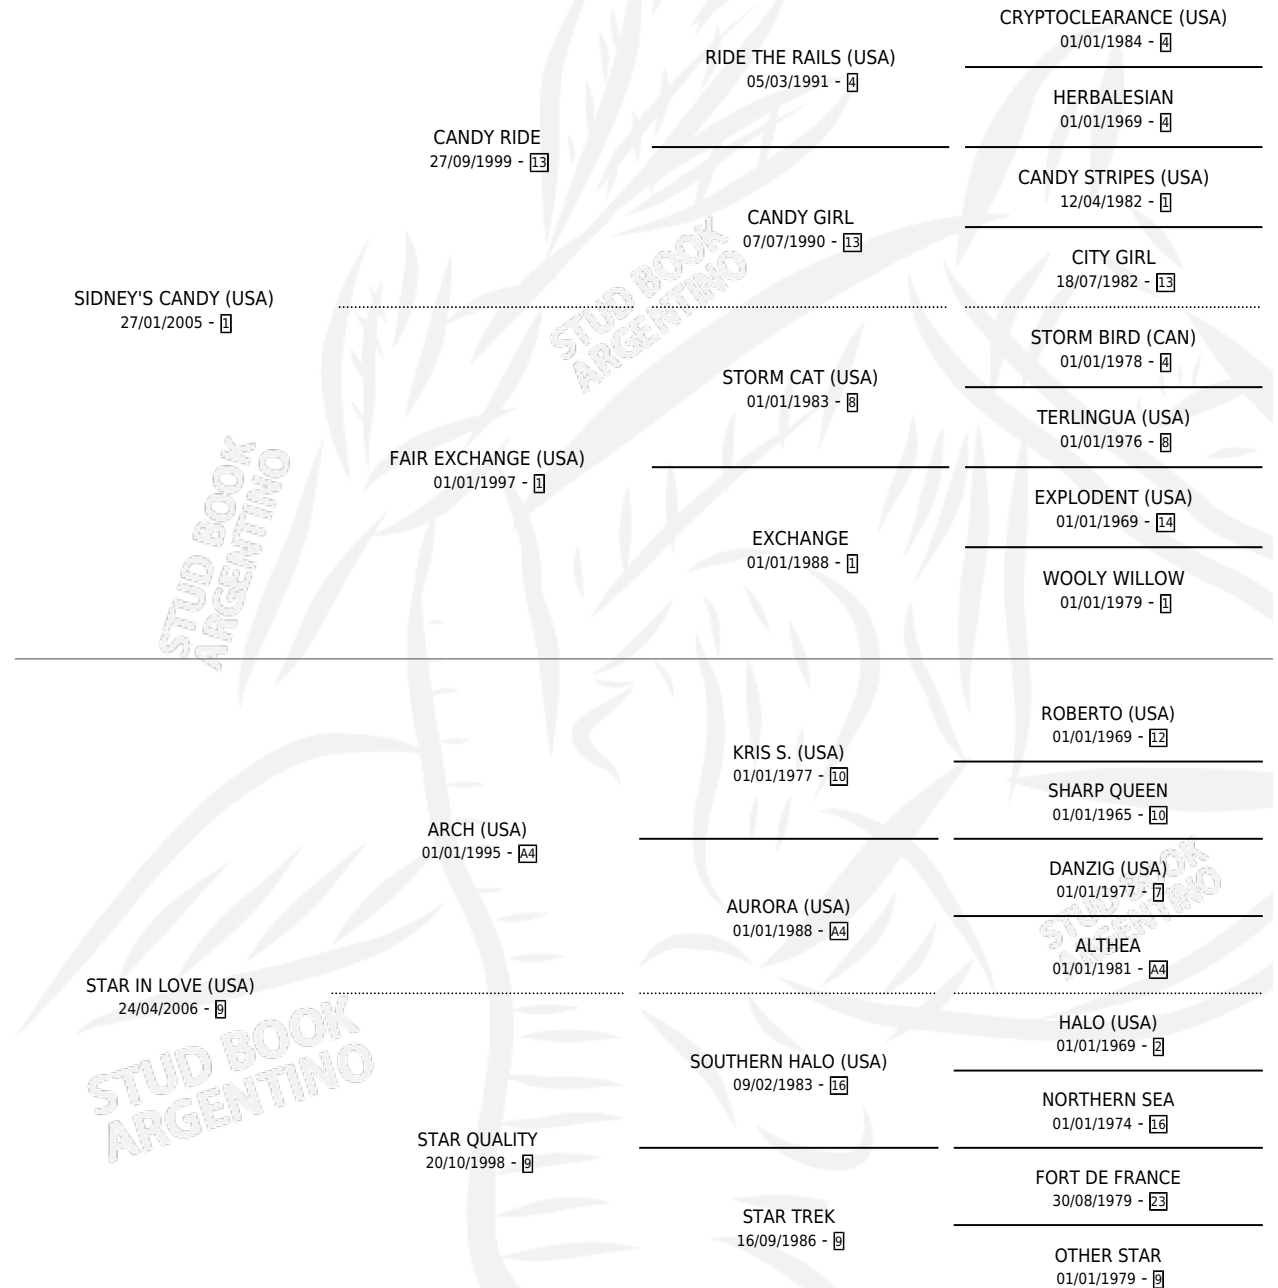 CRYPTOCLEARANCE (USA)
01/01/1984 - 4
RIDE THE RAILS (USA)
05/03/1991 - 4
HERBALESIAN
01/01/1969 - 4
CANDY RIDE
27/09/1999 - 13
CANDY STRIPES (USA)
12/04/1982 - 1
CANDY GIRL
07/07/1990 - 13
CITY GIRL
18/07/1982 - 13
SIDNEY'S CANDY (USA)
27/01/2005 - 1
STORM BIRD (CAN)
01/01/1978 - 4
STORM CAT (USA)
01/01/1983 - 8
TERLINGUA (USA)
01/01/1976 - 8
FAIR EXCHANGE (USA)
01/01/1997 - 1
EXPLODENT (USA)
01/01/1969 - 14
EXCHANGE
01/01/1988 - 1
WOOLY WILLOW
01/01/1979 - 1
STUD BOOK
ARGENTINO
STUD BOOK
ARGENTINO
ROBERTO (USA)
01/01/1969 - 12
KRIS S. (USA)
01/01/1977 - 10
SHARP QUEEN
01/01/1965 - 10
ARCH (USA)
01/01/1995 - A4
DANZIG (USA)
01/01/1977 - 7
AURORA (USA)
01/01/1988 - A4
ALTHEA
01/01/1981 - A4
STUD BOOK
ARGENTINO
STAR IN LOVE (USA)
24/04/2006 - 9
HALO (USA)
01/01/1969 - 2
SOUTHERN HALO (USA)
09/02/1983 - 16
NORTHERN SEA
01/01/1974 - 16
STAR QUALITY
20/10/1998 - 9
FORT DE FRANCE
30/08/1979 - 23
STAR TREK
16/09/1986 - 9
OTHER STAR
01/01/1979 - 9
STUD BOOK
ARGENTINO